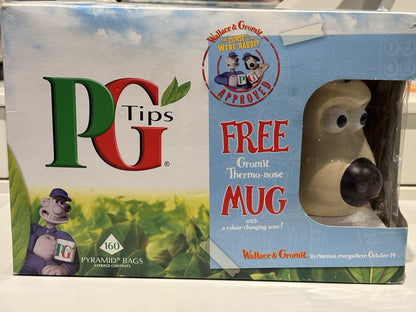 Wallace & Gromit
THE CURSE OF THE
WERE-RABBIT
PG
APPROVED
PG Tips
®
FREE
Gromit
Thermo-nose
MUG
with
a colour-changing nose!
PG
160
PYRAMID® BAGS
AVERAGE CONTENTS
Wallace & Gromit in cinemas everywhere October 14